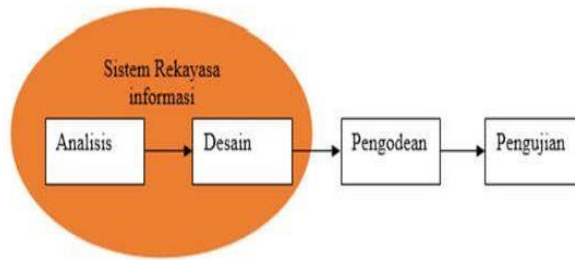 Sistem Rekayasa
informasi
Analisis
Desain
Pengodean
Pengujian